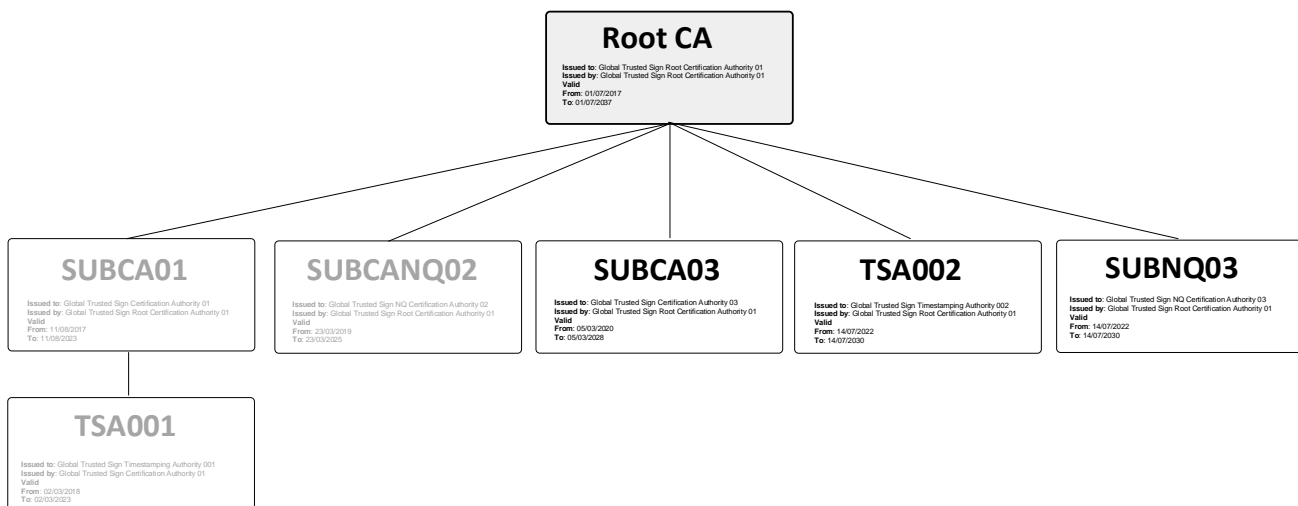 Root CA
Issued to: Global Trusted Sign Root Certification Authority 01
Issued by: Global Trusted Sign Root Certification Authority 01
Valid
From: 01/07/2017
To: 01/07/2037
SUBCA01
Issued to: Global Trusted Sign Certification Authority 01
Issued by: Global Trusted Sign Root Certification Authority 01
Valid
From: 11/08/2017
To: 11/08/2023
SUBCANQ02
Issued to: Global Trusted Sign NQ Certification Authority 02
Issued by: Global Trusted Sign Root Certification Authority 01
Valid
From: 23/03/2019
To: 23/03/2025
SUBCA03
Issued to: Global Trusted Sign Certification Authority 03
Issued by: Global Trusted Sign Root Certification Authority 01
Valid
From: 05/03/2020
To: 05/03/2028
TSA002
Issued to: Global Trusted Sign Timestamping Authority 002
Issued by: Global Trusted Sign Root Certification Authority 01
Valid
From: 14/07/2022
To: 14/07/2030
SUBNQ03
Issued to: Global Trusted Sign NQ Certification Authority 03
Issued by: Global Trusted Sign Root Certification Authority 01
Valid
From: 14/07/2022
To: 14/07/2030
TSA001
Issued to: Global Trusted Sign Timestamping Authority 001
Issued by: Global Trusted Sign Certification Authority 01
Valid
From: 02/03/2018
To: 02/03/2023